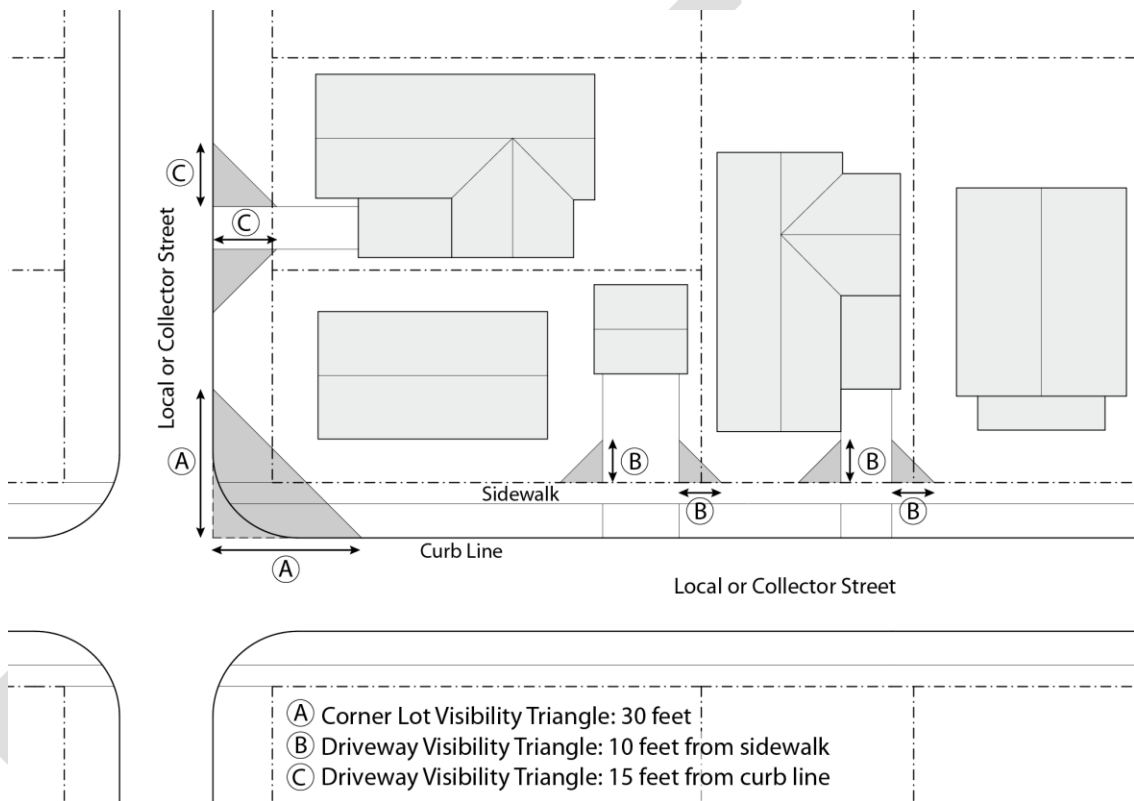 Ⓒ
Ⓒ
Local or Collector Street
Ⓐ
Ⓑ
Ⓑ
Sidewalk
Ⓑ
Ⓑ
Curb Line
Ⓐ
Local or Collector Street
Ⓐ Corner Lot Visibility Triangle: 30 feet
Ⓑ Driveway Visibility Triangle: 10 feet from sidewalk
Ⓒ Driveway Visibility Triangle: 15 feet from curb line